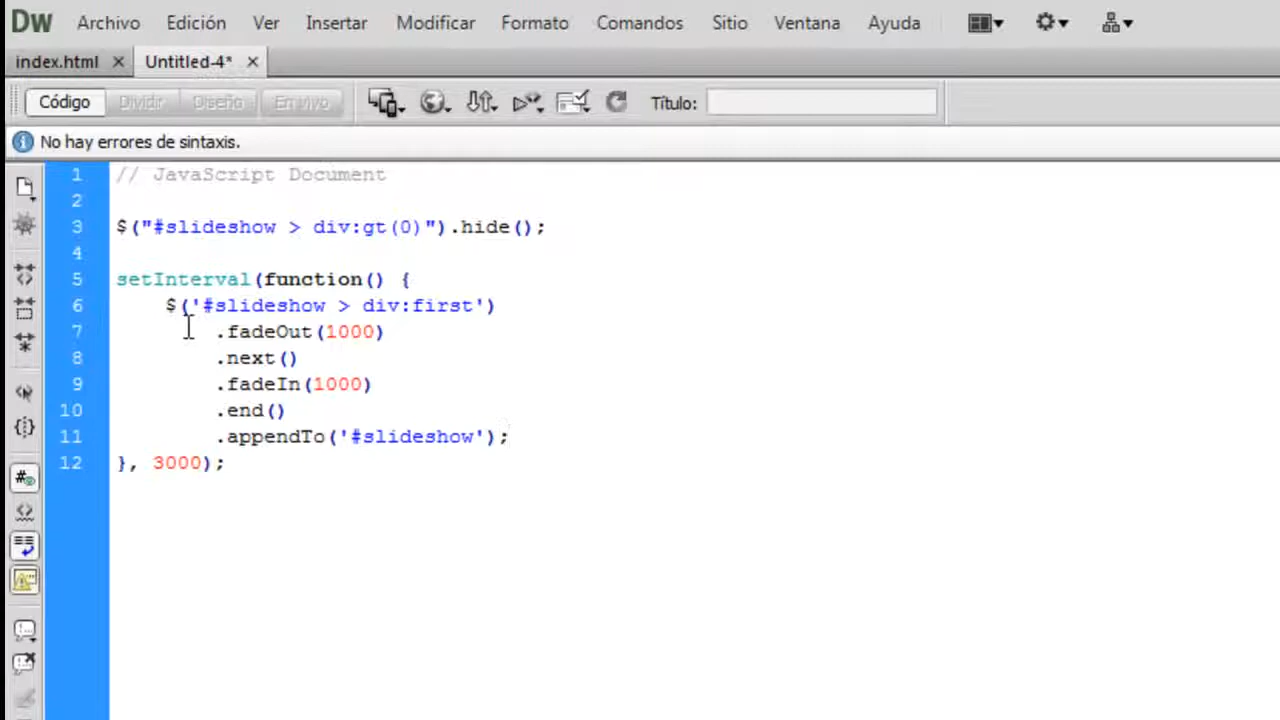 Dw Archivo Edición Ver Insertar Modificar Formato Comandos Sitio Ventana Ayuda
index.html Untitled-4*
Código Dividir Diseño En vivo Título:
No hay errores de sintaxis.
1 // JavaScript Document
2
3 $("#slideshow > div:gt(0)").hide();
4
5 setInterval(function() {
6 $('#slideshow > div:first')
7 .fadeOut(1000)
8 .next()
9 .fadeIn(1000)
10 .end()
11 .appendTo('#slideshow');
12 }, 3000);